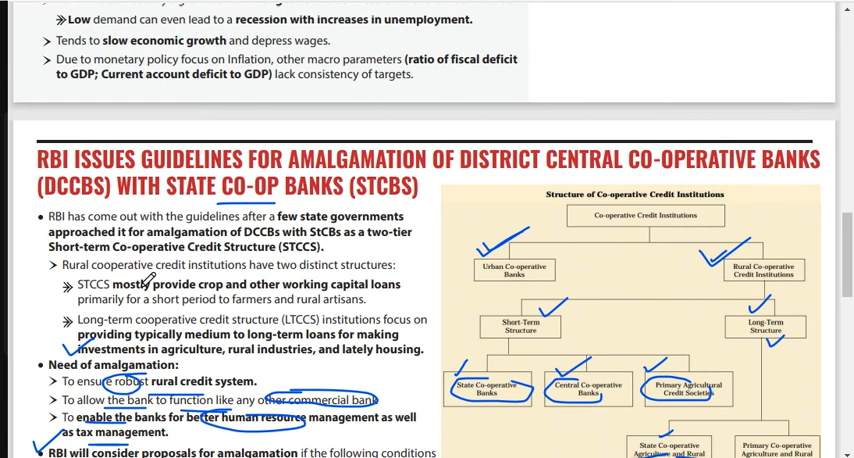 Low demand can even lead to a recession with increases in unemployment.
Tends to slow economic growth and depress wages.
Due to monetary policy focus on Inflation, other macro parameters (ratio of fiscal deficit
to GDP; Current account deficit to GDP) lack consistency of targets.
RBI ISSUES GUIDELINES FOR AMALGAMATION OF DISTRICT CENTRAL CO-OPERATIVE BANKS
(DCCBS) WITH STATE CO-OP BANKS (STCBS)
• RBI has come out with the guidelines after a few state governments
approached it for amalgamation of DCCBs with StCBs as a two-tier
Short-term Co-operative Credit Structure (STCCS).
Rural cooperative credit institutions have two distinct structures:
STCCS mostly provide crop and other working capital loans
primarily for a short period to farmers and rural artisans.
Long-term cooperative credit structure (LTCCS) institutions focus on
providing typically medium to long-term loans for making
investments in agriculture, rural industries, and lately housing.
• Need of amalgamation:
To ensure robust rural credit system.
To allow the bank to function like any other commercial bank
To enable the banks for better human resource management as well
as tax management.
• RBI will consider proposals for amalgamation if the following conditions
Structure of Co-operative Credit Institutions
Co-operative Credit Institutions
Urban Co-operative
Banks
Rural Co-operative
Credit Institutions
Short-Term
Structure
Long-Term
Structure
State Co-operative
Banks
Central Co-operative
Banks
Primary Agricultural
Credit Societies
State Co-operative
Agriculture and Rural
Primary Co-operative
Agriculture and Rural